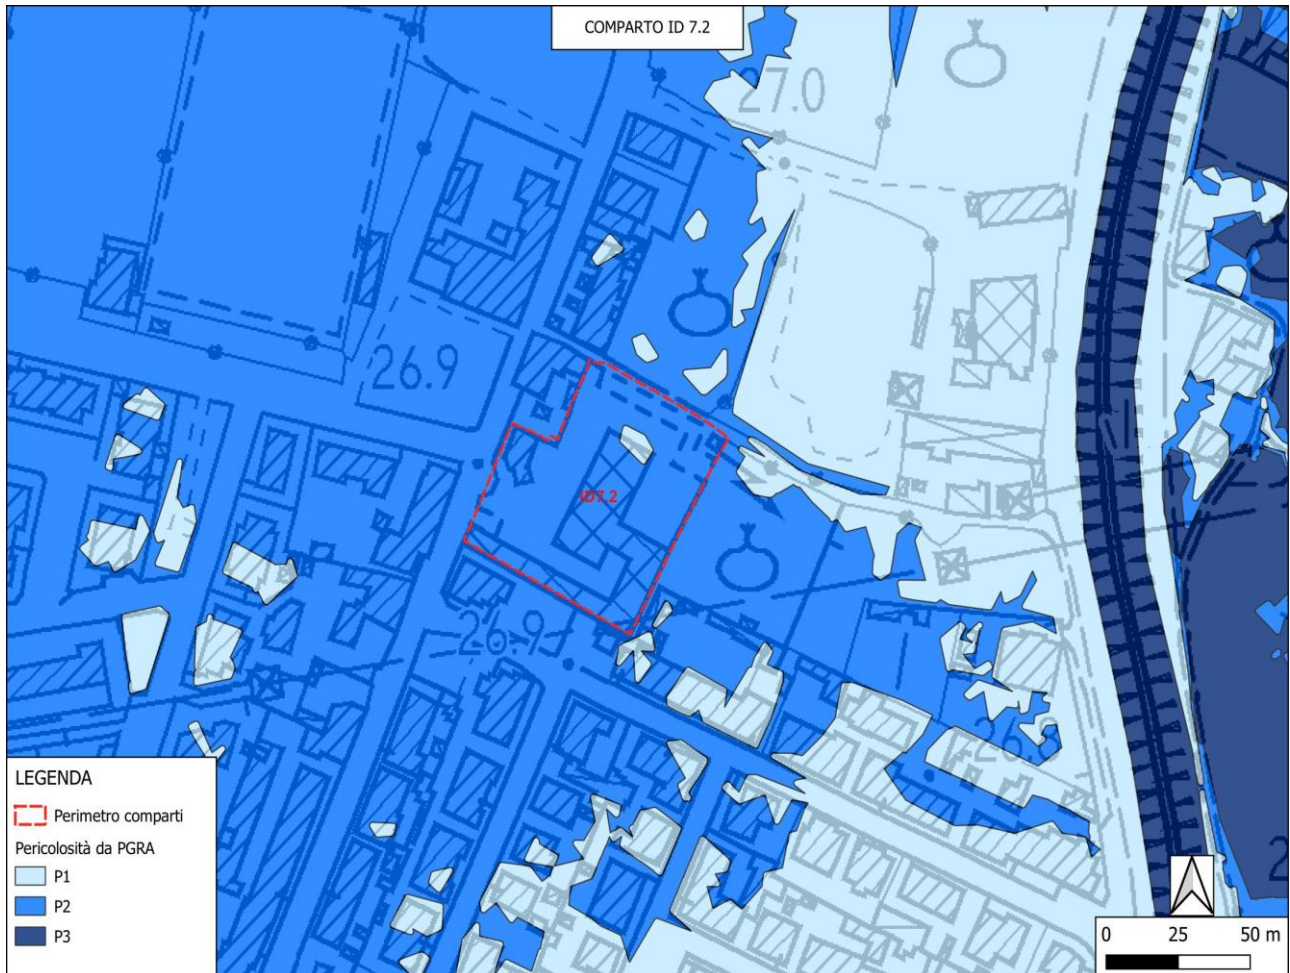 COMPARTO ID 7.2
27.0
26.9
ID7.2
26.9
LEGENDA
Perimetro comparti
Pericolosità da PGRA
P1
P2
P3
0 25 50 m